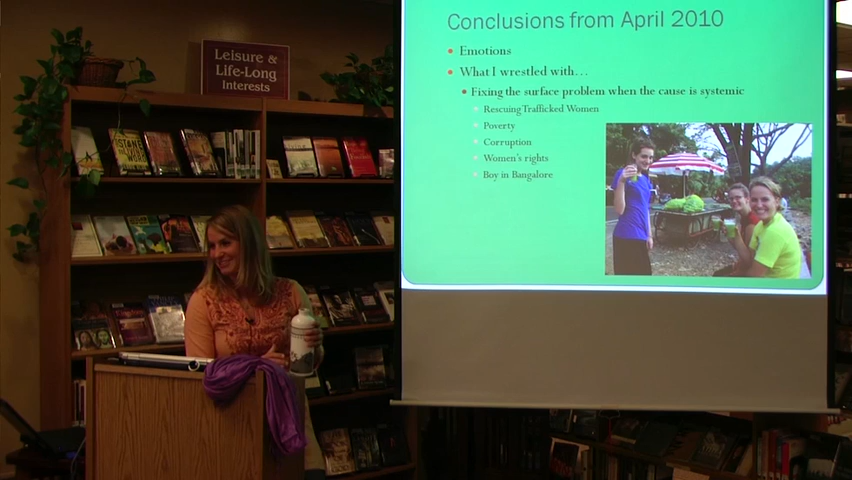 Conclusions from April 2010
Emotions
What I wrestled with…
Fixing the surface problem when the cause is systemic
Rescuing Trafficked Women
Poverty
Corruption
Women's rights
Boy in Bangalore
Leisure &
Life-Long
Interests